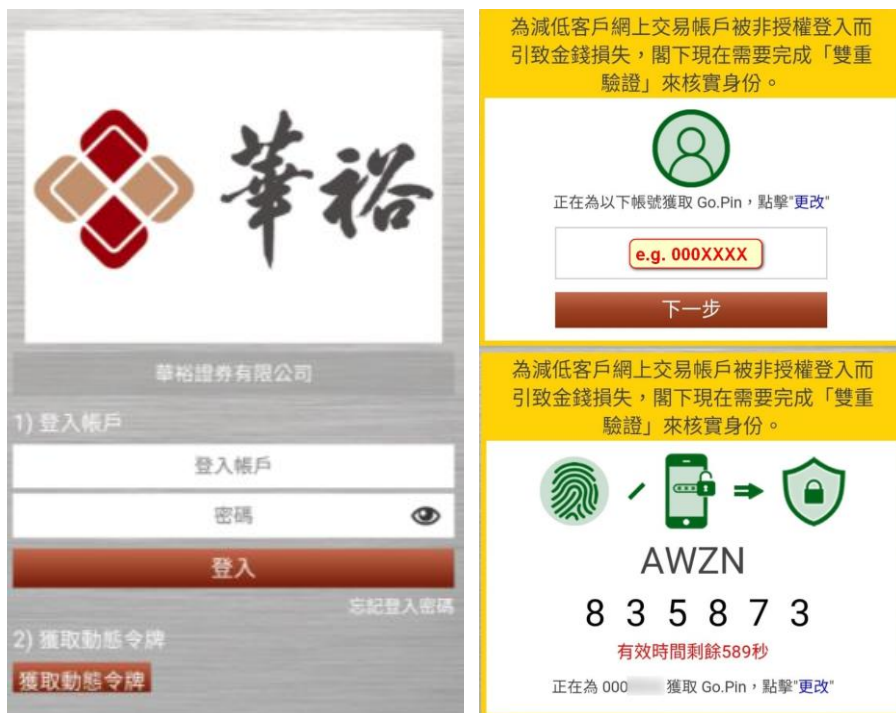 華裕
華裕證券有限公司
1) 登入帳戶
登入帳戶
密碼
登入
忘記登入密碼
2) 獲取動態令牌
獲取動態令牌
為減低客戶網上交易帳戶被非授權登入而
引致金錢損失，閣下現在需要完成「雙重
驗證」來核實身份。
正在為以下帳號獲取 Go.Pin，點擊"更改"
e.g. 000XXXX
下一步
為減低客戶網上交易帳戶被非授權登入而
引致金錢損失，閣下現在需要完成「雙重
驗證」來核實身份。
AWZN
8 3 5 8 7 3
有效時間剩餘589秒
正在為 000 獲取 Go.Pin，點擊"更改"